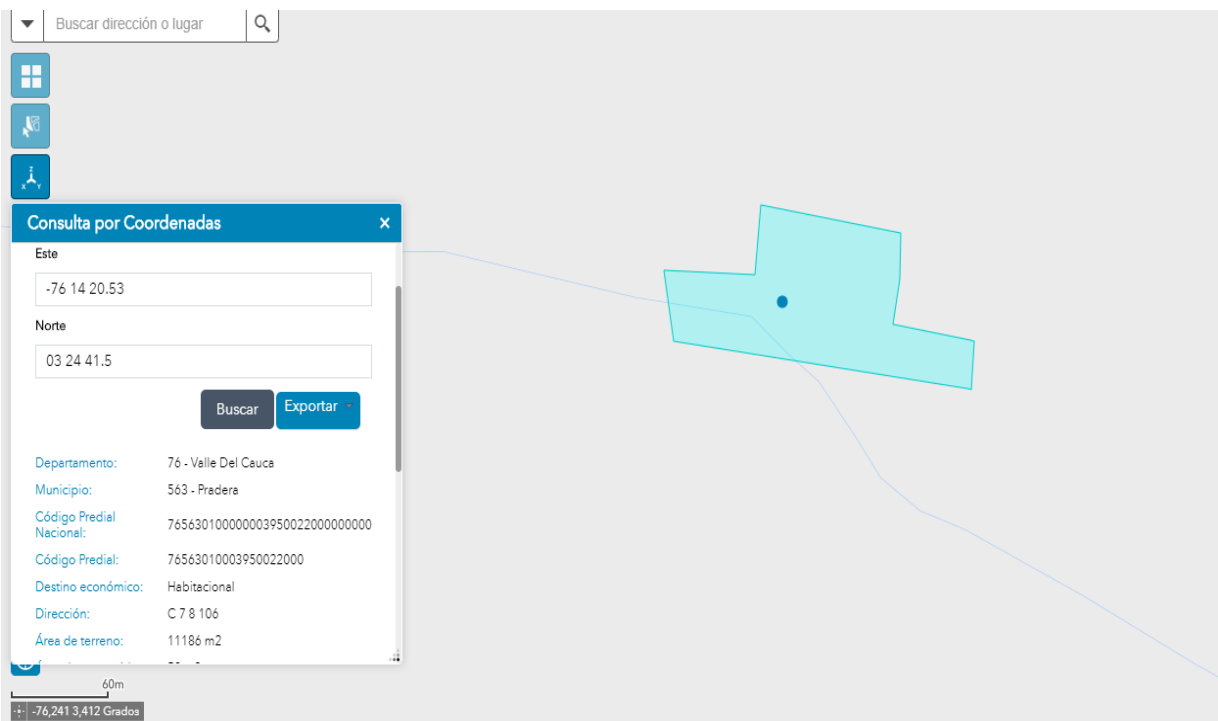 Buscar dirección o lugar
Consulta por Coordenadas
Este
-76 14 20.53
Norte
03 24 41.5
Buscar
Exportar
Departamento: 76 - Valle Del Cauca
Municipio: 563 - Pradera
Código Predial
Nacional: 765630100000003950022000000000
Código Predial: 76563010003950022000
Destino económico: Habitacional
Dirección: C 7 8 106
Área de terreno: 11186 m2
60m
-76,241 3,412 Grados